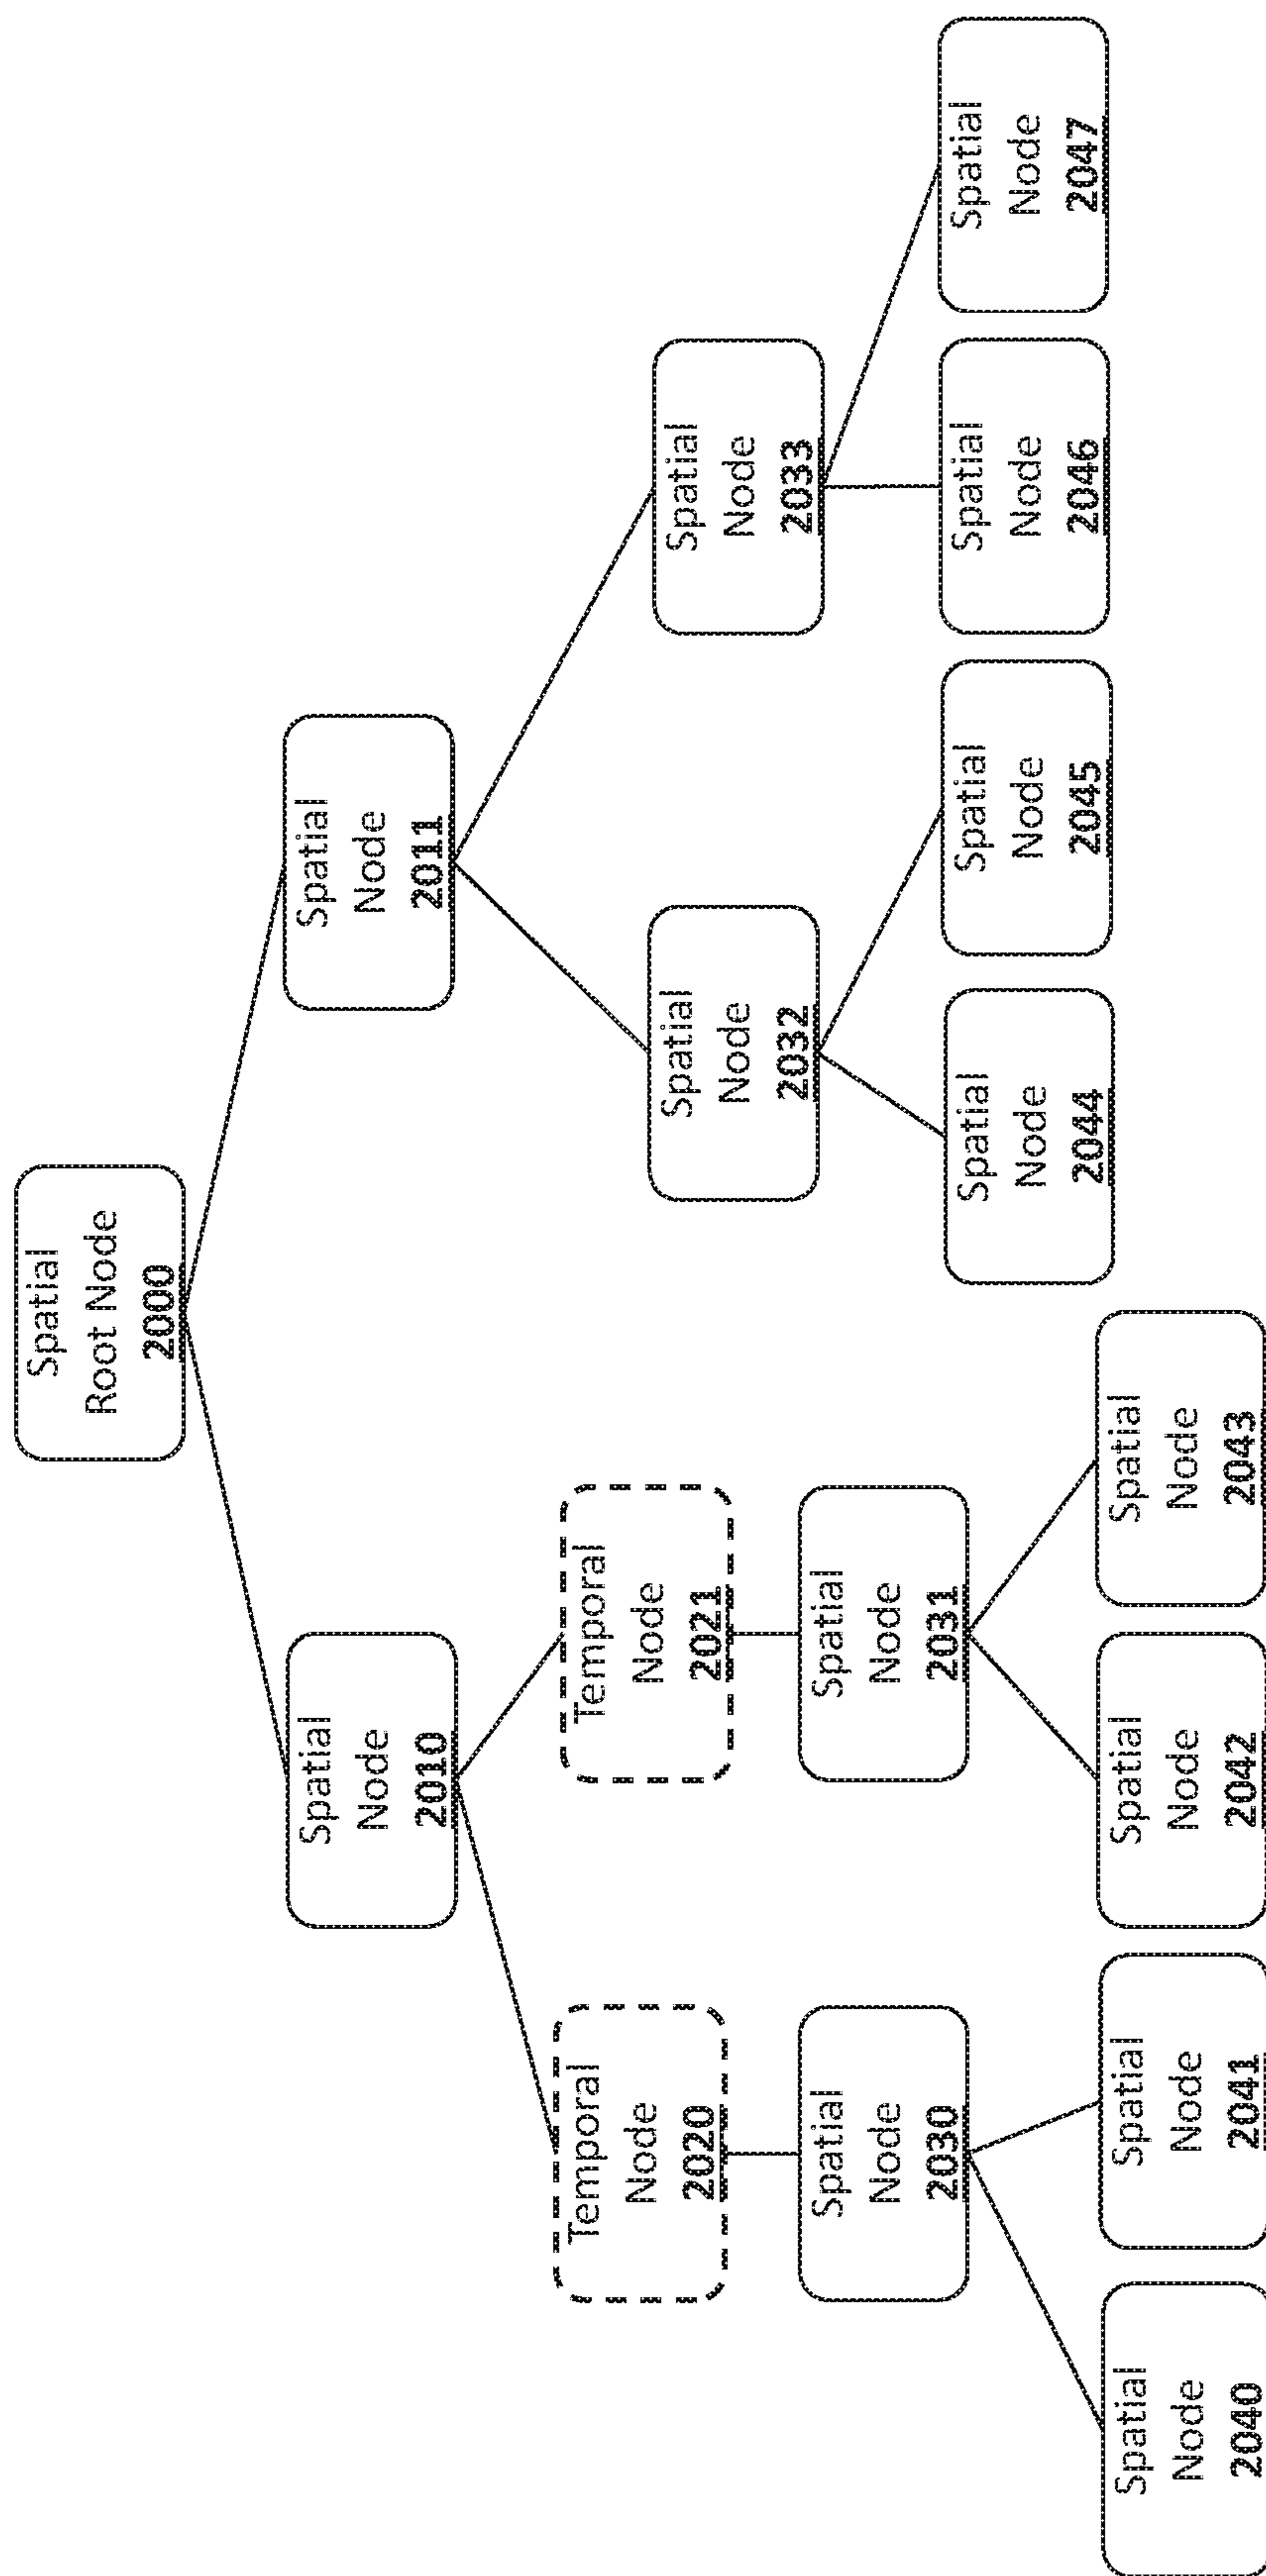 Spatial
Root Node
2000
Spatial
Node
2010
Spatial
Node
2011
Temporal
Node
2020
Temporal
Node
2021
Spatial
Node
2030
Spatial
Node
2031
Spatial
Node
2032
Spatial
Node
2033
Spatial
Node
2040
Spatial
Node
2041
Spatial
Node
2042
Spatial
Node
2043
Spatial
Node
2044
Spatial
Node
2045
Spatial
Node
2046
Spatial
Node
2047